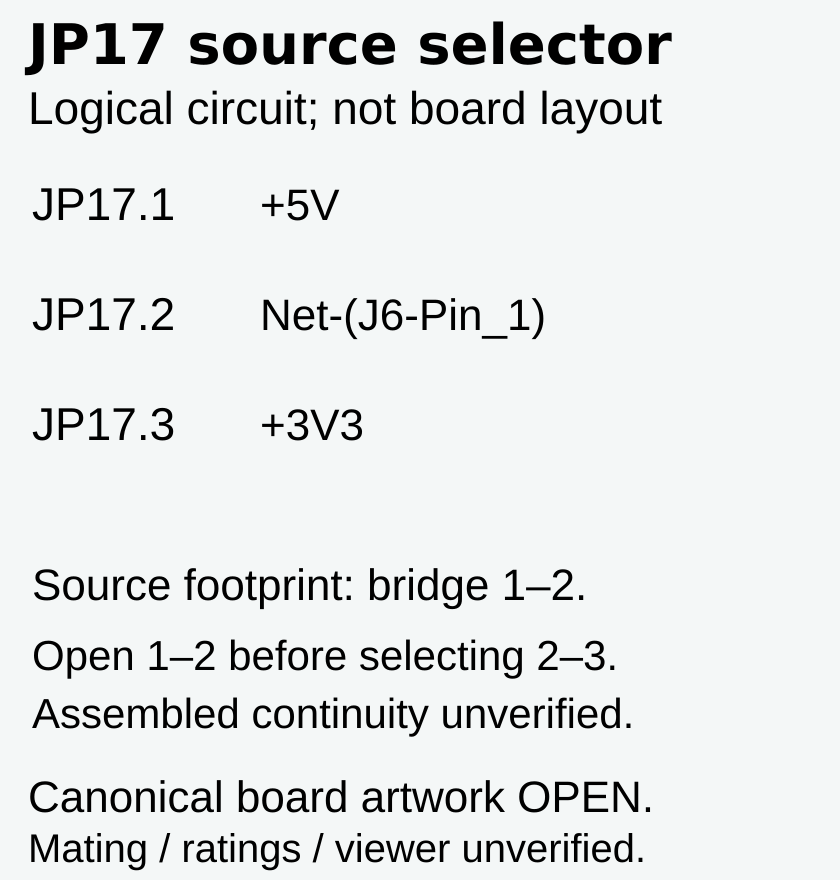 JP17 source selector
Logical circuit; not board layout
JP17.1 +5V
JP17.2 Net-(J6-Pin_1)
JP17.3 +3V3
Source footprint: bridge 1–2.
Open 1–2 before selecting 2–3.
Assembled continuity unverified.
Canonical board artwork OPEN.
Mating / ratings / viewer unverified.